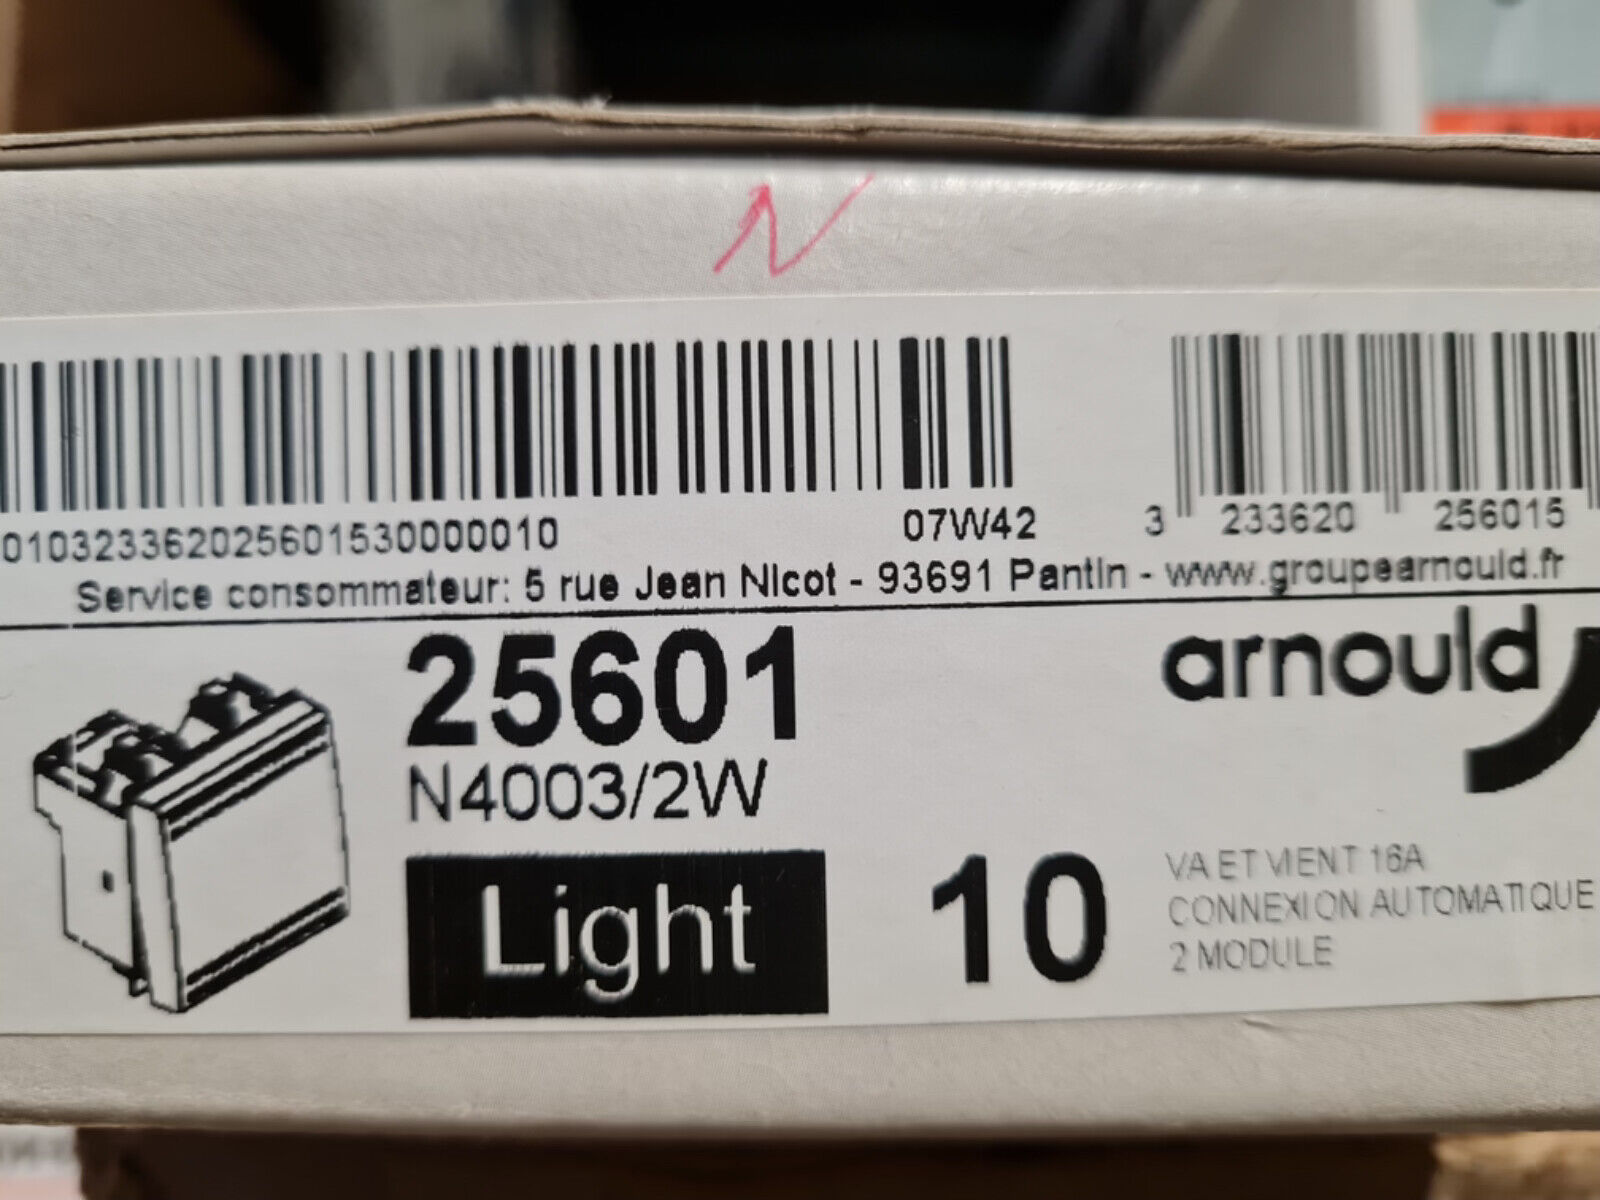 N
010323362025601530000010
07W42
3 233620 256015
Service consommateur: 5 rue Jean Nicot - 93691 Pantin - www.groupearnould.fr
25601
arnould
N4003/2W
Light
10
VA ET VIENT 16A
CONNEXION AUTOMATIQUE
2 MODULE